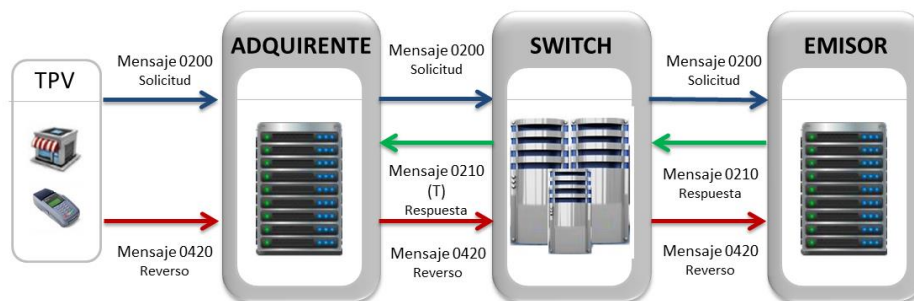 ADQUIRENTE
SWITCH
EMISOR
TPV
Mensaje 0200
Solicitud
Mensaje 0200
Solicitud
Mensaje 0200
Solicitud
Mensaje 0210
(T)
Respuesta
Mensaje 0210
Respuesta
Mensaje 0420
Reverso
Mensaje 0420
Reverso
Mensaje 0420
Reverso